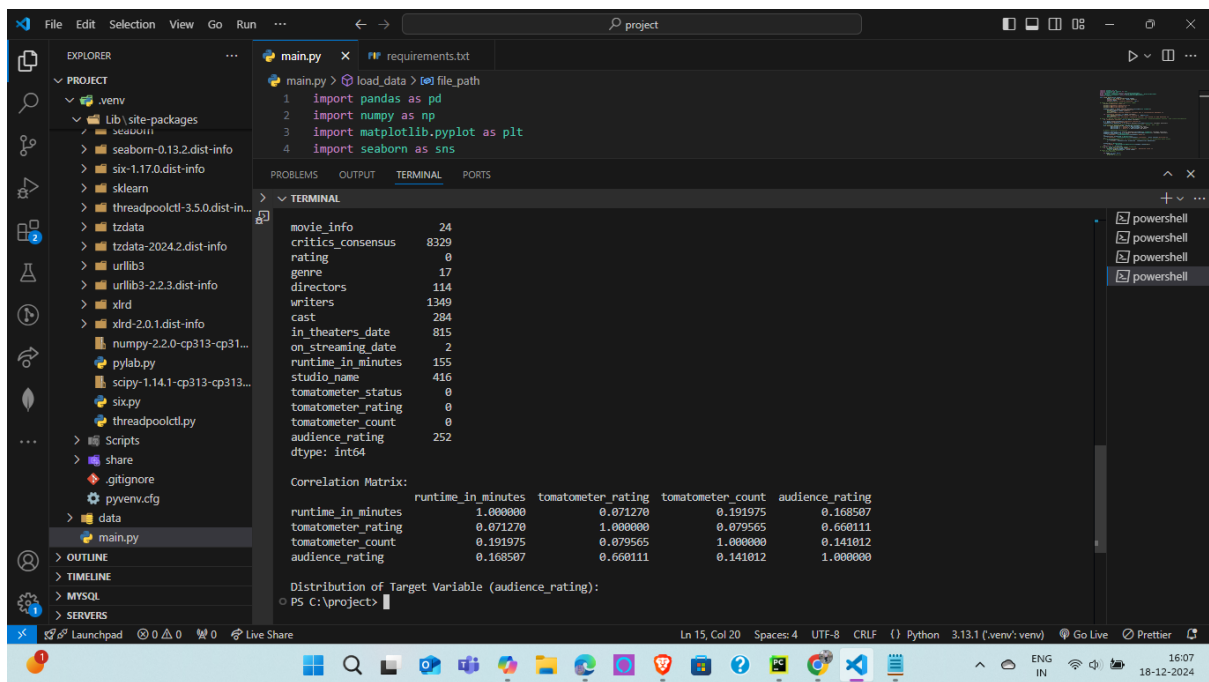 File Edit Selection View Go Run ··· project
EXPLORER ···
PROJECT
.venv
Lib\site-packages
seaborn
seaborn-0.13.2.dist-info
six-1.17.0.dist-info
sklearn
threadpoolctl-3.5.0.dist-in...
tzdata
tzdata-2024.2.dist-info
urllib3
urllib3-2.2.3.dist-info
xlrd
xlrd-2.0.1.dist-info
numpy-2.2.0-cp313-cp31...
pylab.py
scipy-1.14.1-cp313-cp313...
six.py
threadpoolctl.py
Scripts
share
.gitignore
pyvenv.cfg
data
main.py
OUTLINE
TIMELINE
MYSQL
SERVERS
2
1
main.py requirements.txt
main.py > load_data > file_path
1 import pandas as pd
2 import numpy as np
3 import matplotlib.pyplot as plt
4 import seaborn as sns
PROBLEMS OUTPUT TERMINAL PORTS
TERMINAL
movie_info 24
critics_consensus 8329
rating 0
genre 17
directors 114
writers 1349
cast 284
in_theaters_date 815
on_streaming_date 2
runtime_in_minutes 155
studio_name 416
tomatometer_status 0
tomatometer_rating 0
tomatometer_count 0
audience_rating 252
dtype: int64
Correlation Matrix:
runtime_in_minutes tomatometer_rating tomatometer_count audience_rating
runtime_in_minutes 1.000000 0.071270 0.191975 0.168507
tomatometer_rating 0.071270 1.000000 0.079565 0.660111
tomatometer_count 0.191975 0.079565 1.000000 0.141012
audience_rating 0.168507 0.660111 0.141012 1.000000
Distribution of Target Variable (audience_rating):
PS C:\project>
powershell
powershell
powershell
powershell
Launchpad 0 0 0 Live Share Ln 15, Col 20 Spaces: 4 UTF-8 CRLF {} Python 3.13.1 ('.venv': venv) Go Live Prettier
1 ENG 16:07
IN 18-12-2024